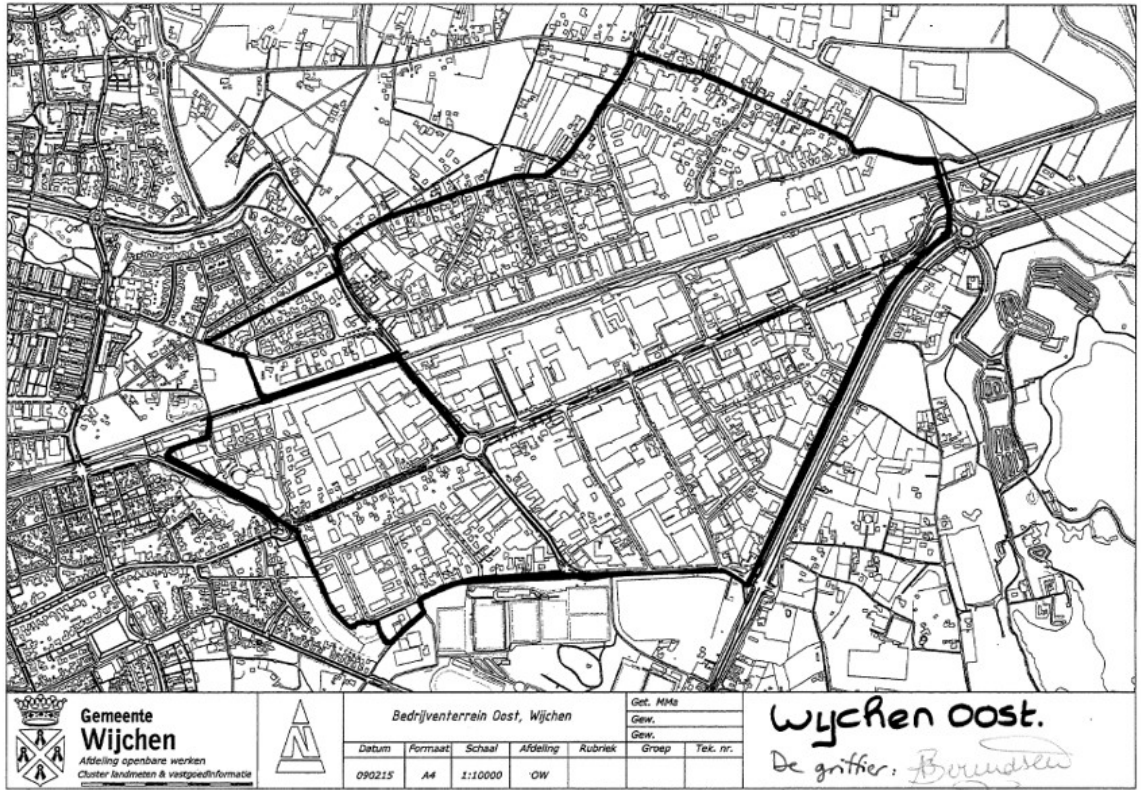 Gemeente
Wijchen
Afdeling openbare werken
Cluster landmeten & vastgoedinformatie
N
Bedrijventerrein Oost, Wijchen
Datum Formaat Schaal Afdeling Rubriek
090215 A4 1:10000 OW
Get. MMa
Gew.
Gew.
Groep Tek. nr.
Wychen Oost.
De griffier: